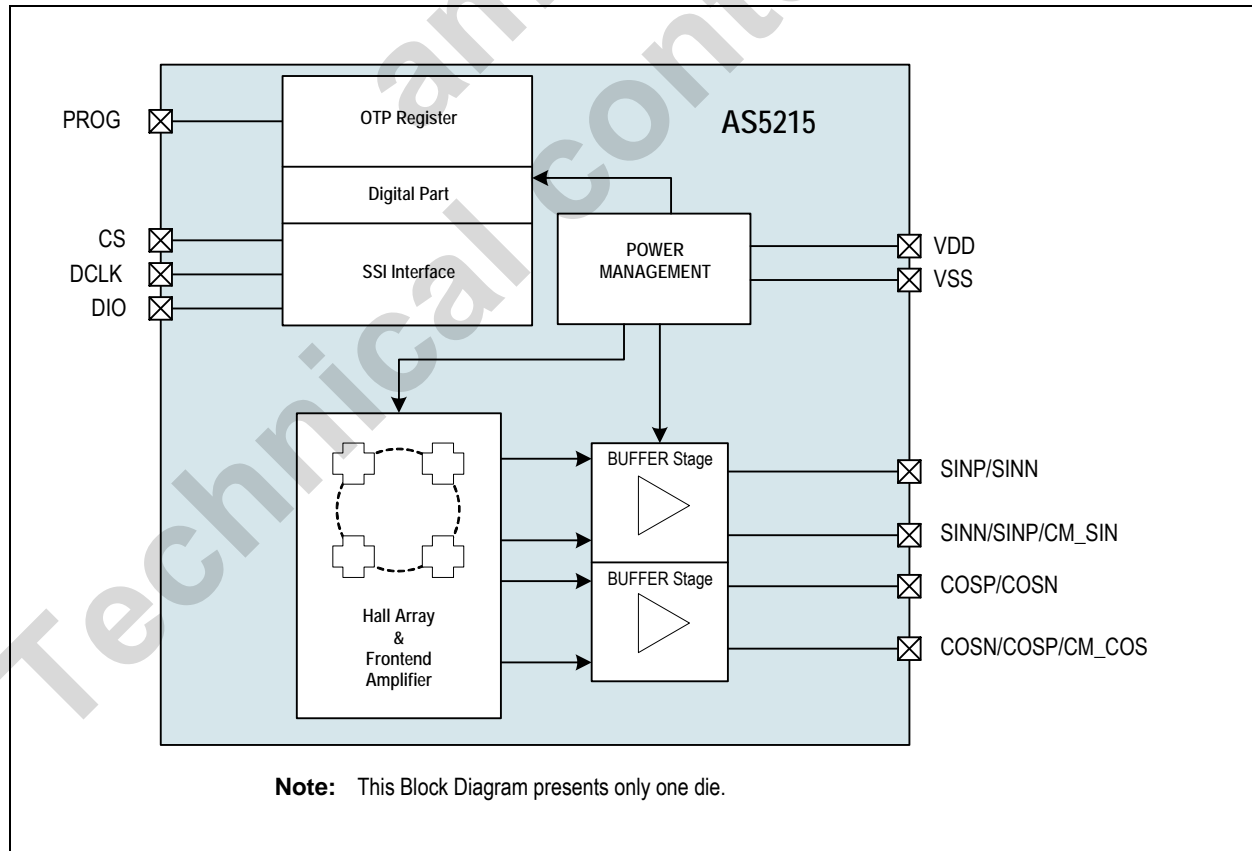 AS5215
PROG
OTP Register
Digital Part
CS
DCLK
DIO
SSI Interface
POWER
MANAGEMENT
VDD
VSS
Hall Array
&
Frontend
Amplifier
BUFFER Stage
BUFFER Stage
SINP/SINN
SINN/SINP/CM_SIN
COSP/COSN
COSN/COSP/CM_COS
Note: This Block Diagram presents only one die.
Technical